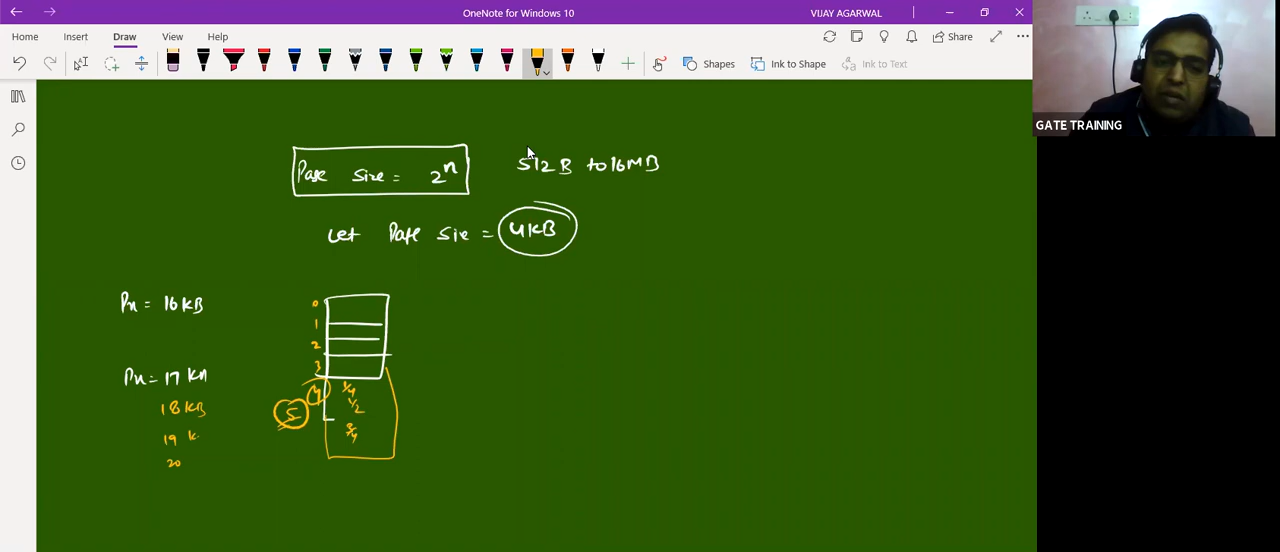 OneNote for Windows 10
VIJAY AGARWAL
Home Insert Draw View Help
Share
Shapes Ink to Shape Ink to Text
GATE TRAINING
Page Size = 2^n 512 B to 16 MB
Let Page Size = 4KB
Pn = 16 KB
0
1
2
3
Pn = 17 KB
4 1/4
18 KB 5 1/2
19 K 3/4
20